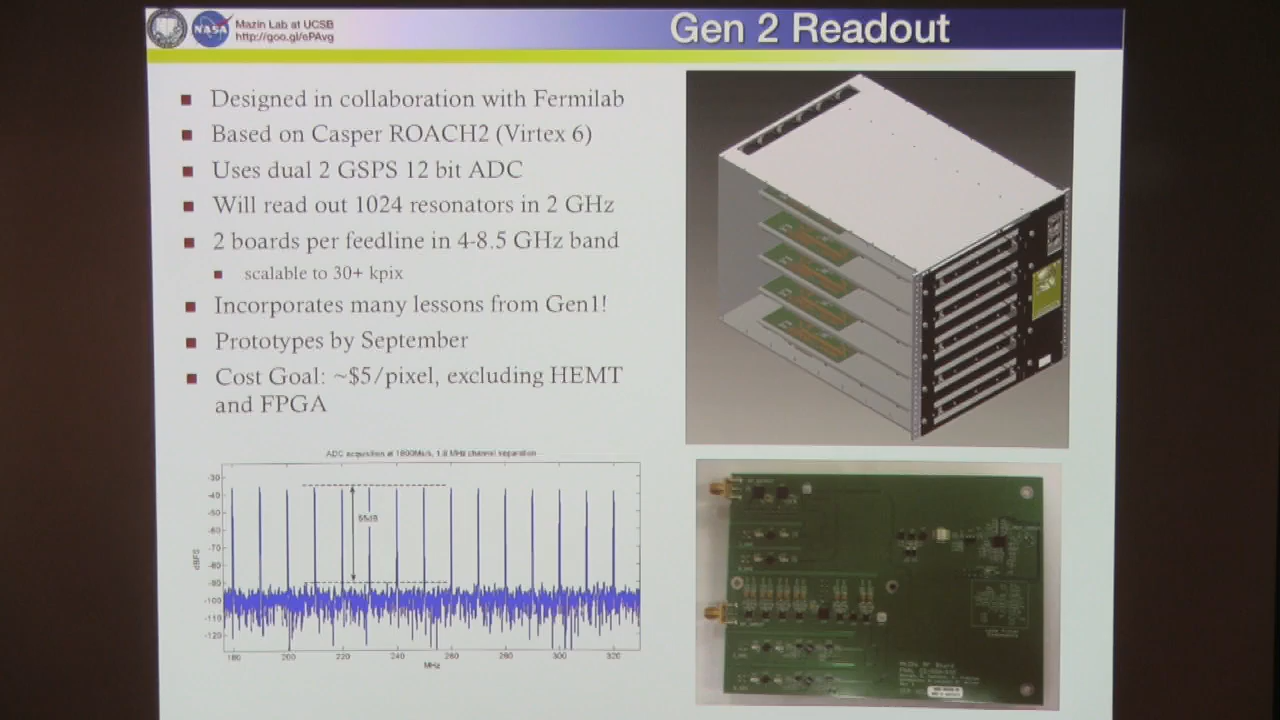 NASA
Mazin Lab at UCSB
http://goo.gl/ePAvg
Gen 2 Readout
Designed in collaboration with Fermilab
Based on Casper ROACH2 (Virtex 6)
Uses dual 2 GSPS 12 bit ADC
Will read out 1024 resonators in 2 GHz
2 boards per feedline in 4-8.5 GHz band
scalable to 30+ kpix
Incorporates many lessons from Gen1!
Prototypes by September
Cost Goal: ~$5/pixel, excluding HEMT
and FPGA
ADC acquisition at 1800Ms/s, 1.8 MHz channel separation
-30
-40
-50
-60
-70
-80
-90
-100
-110
-120
dBFS
55dB
180 200 220 240 260 280 300 320
MHz